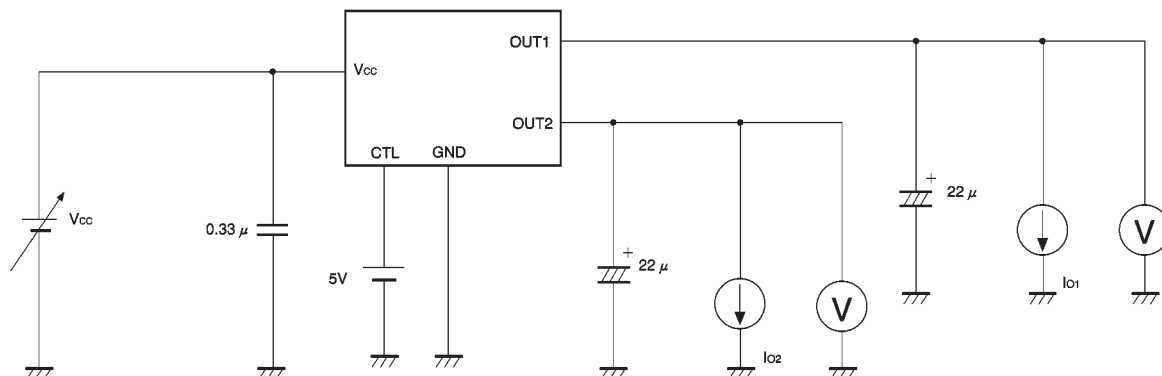 OUT1
Vcc
OUT2
CTL GND
Vcc
0.33 μ
5V
22 μ
22 μ
V
V
Io1
Io2
+
+